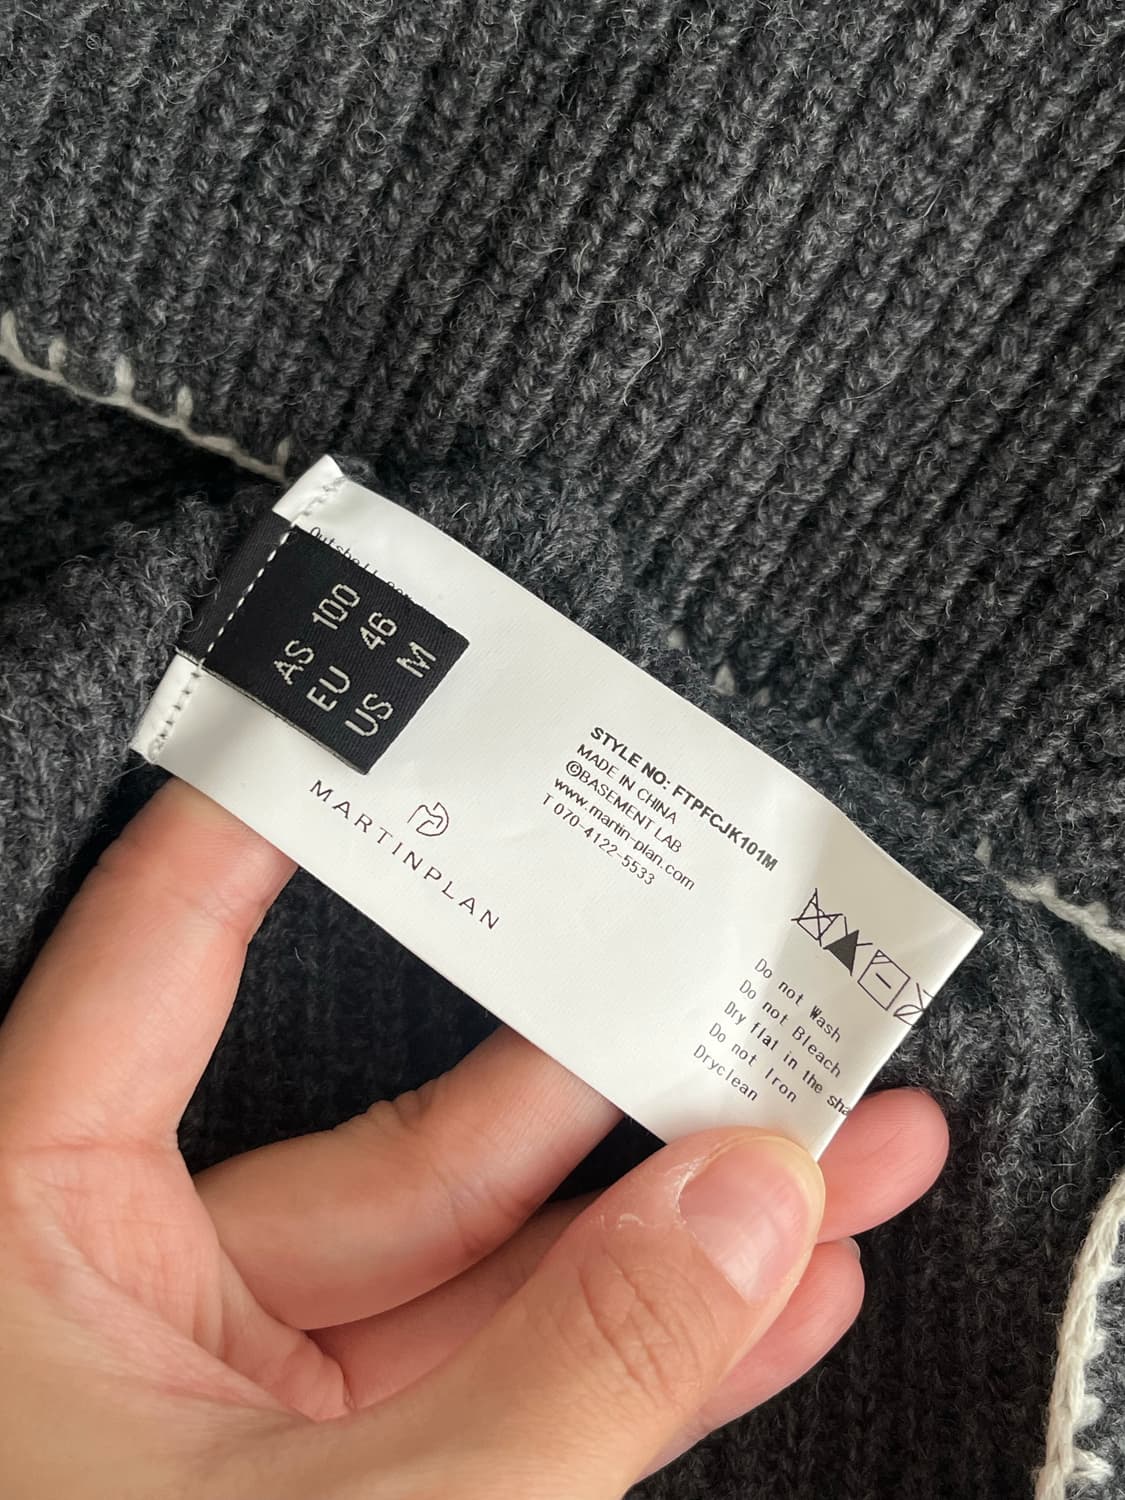 Outshell
AS 100
EU 46
US M
MARTINPLAN
STYLE NO: FTPFCJK101M
MADE IN CHINA
©BASEMENT LAB
www.martin-plan.com
T 070-4122-5533
Do not Wash
Do not Bleach
Dry flat in the sha
Do not Iron
Dryclean